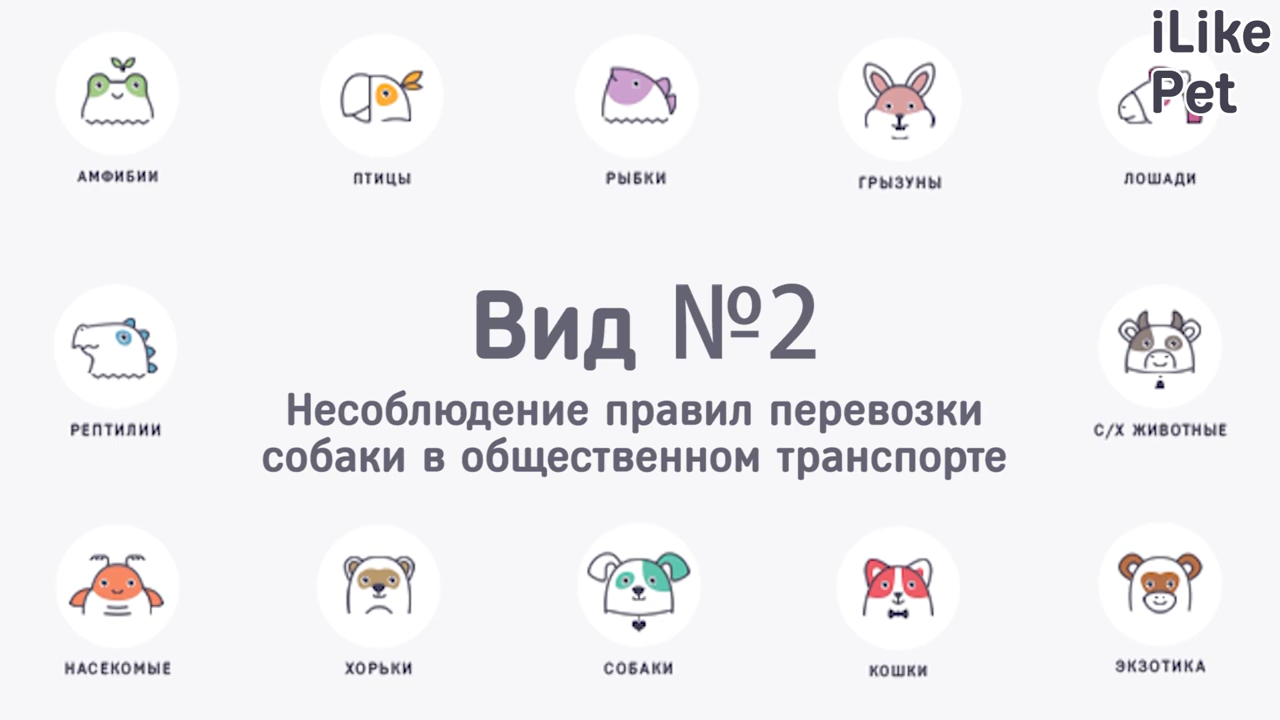 iLike
Pet
АМФИБИИ
ПТИЦЫ
РЫБКИ
ГРЫЗУНЫ
ЛОШАДИ
Вид №2
Несоблюдение правил перевозки
собаки в общественном транспорте
РЕПТИЛИИ
С/Х ЖИВОТНЫЕ
НАСЕКОМЫЕ
ХОРЬКИ
СОБАКИ
КОШКИ
ЭКЗОТИКА